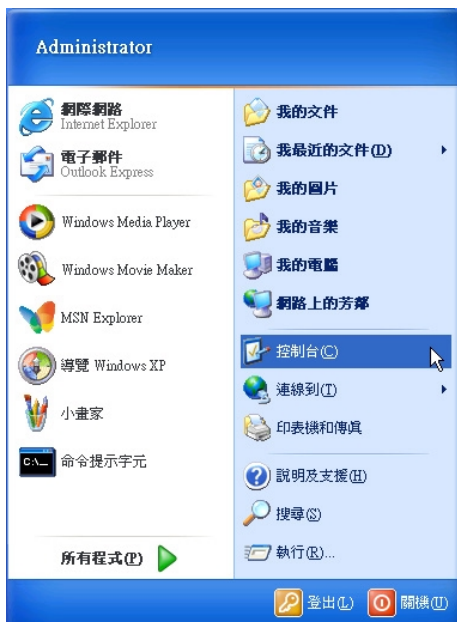 Administrator
網際網路
Internet Explorer
電子郵件
Outlook Express
Windows Media Player
Windows Movie Maker
MSN Explorer
導覽 Windows XP
小畫家
C:\_
命令提示字元
所有程式(P)
我的文件
我最近的文件(D)
我的圖片
我的音樂
我的電腦
網路上的芳鄰
控制台(C)
連線到(T)
印表機和傳真
說明及支援(H)
搜尋(S)
執行(R)...
登出(L)
關機(U)